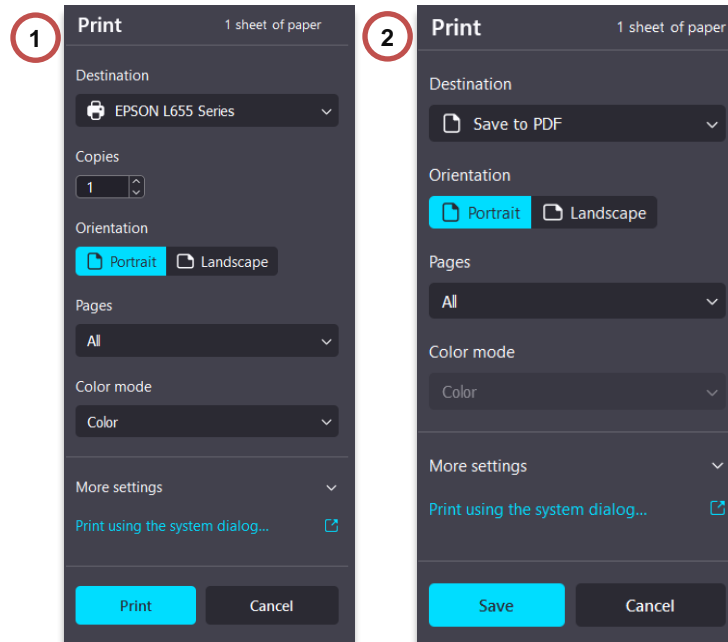 1
Print 1 sheet of paper
Destination
EPSON L655 Series
Copies
1
Orientation
Portrait Landscape
Pages
All
Color mode
Color
More settings
Print using the system dialog...
Print Cancel
2
Print 1 sheet of paper
Destination
Save to PDF
Orientation
Portrait Landscape
Pages
All
Color mode
Color
More settings
Print using the system dialog...
Save Cancel